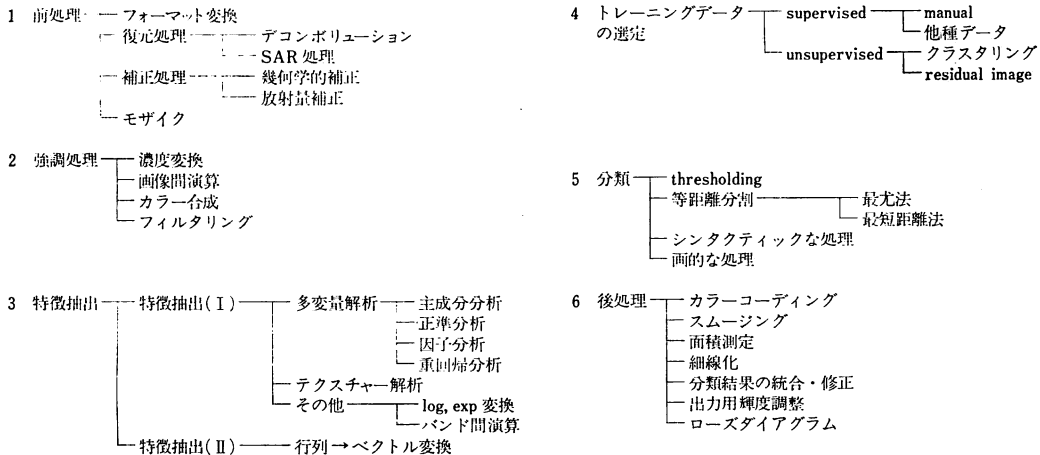 1 前処理 フォーマット変換
復元処理 デコンボリューション
SAR 処理
補正処理 幾何学的補正
放射量補正
モザイク
2 強調処理 濃度変換
画像間演算
カラー合成
フィルタリング
3 特徴抽出 特徴抽出(Ⅰ) 多変量解析 主成分分析
正準分析
因子分析
重回帰分析
テクスチャー解析
その他 log, exp 変換
バンド間演算
特徴抽出(Ⅱ) 行列→ベクトル変換
4 トレーニングデータ supervised manual
の選定 他種データ
unsupervised クラスタリング
residual image
5 分類 thresholding
等距離分割 最尤法
最短距離法
シンタクティックな処理
画的な処理
6 後処理 カラーコーディング
スムージング
面積測定
細線化
分類結果の統合・修正
出力用輝度調整
ローズダイアグラム